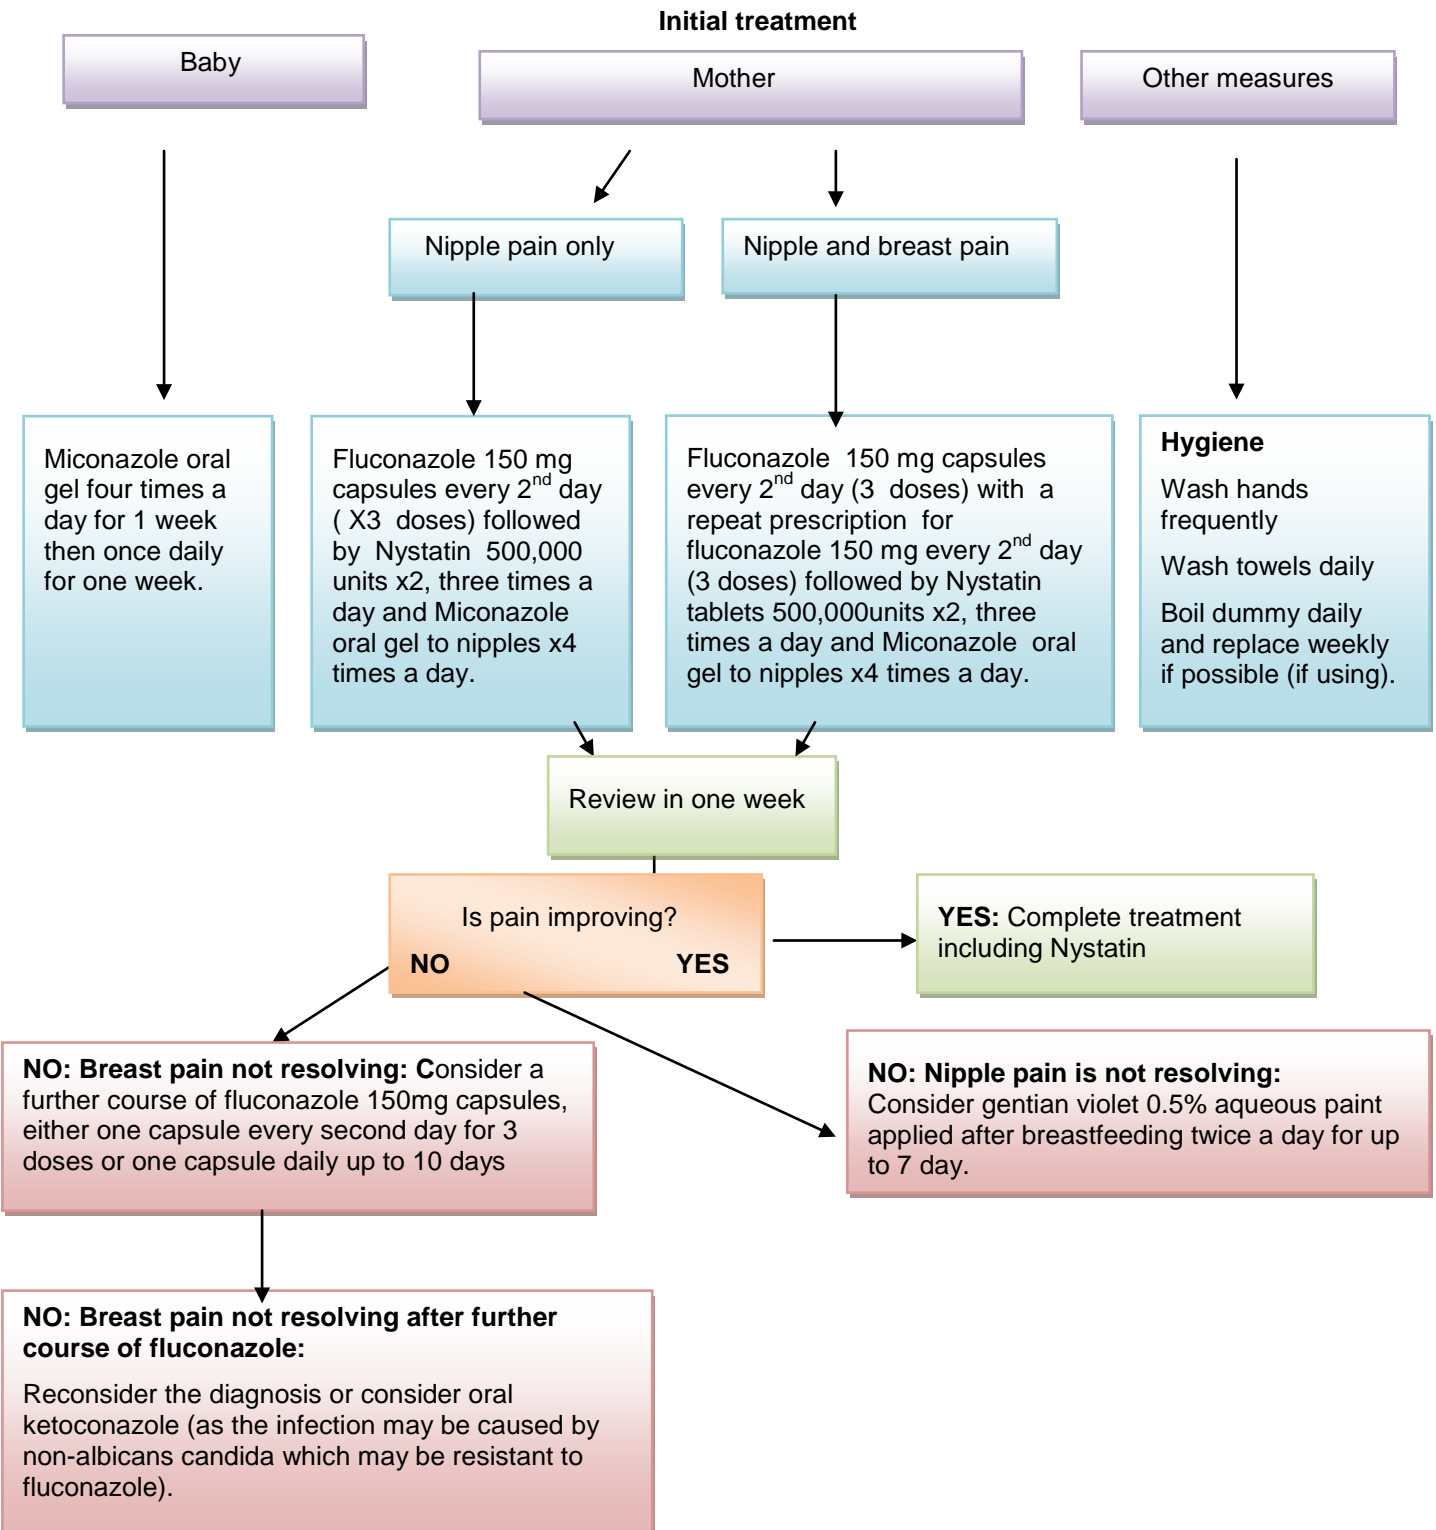 Initial treatment
Baby
Mother
Other measures
Nipple pain only
Nipple and breast pain
Miconazole oral
gel four times a
day for 1 week
then once daily
for one week.
Fluconazole 150 mg
capsules every 2nd day
( X3 doses) followed
by Nystatin 500,000
units x2, three times a
day and Miconazole
oral gel to nipples x4
times a day.
Fluconazole 150 mg capsules
every 2nd day (3 doses) with a
repeat prescription for
fluconazole 150 mg every 2nd day
(3 doses) followed by Nystatin
tablets 500,000units x2, three
times a day and Miconazole oral
gel to nipples x4 times a day.
Hygiene
Wash hands
frequently
Wash towels daily
Boil dummy daily
and replace weekly
if possible (if using).
Review in one week
Is pain improving?
NO YES
YES: Complete treatment
including Nystatin
NO: Breast pain not resolving: Consider a
further course of fluconazole 150mg capsules,
either one capsule every second day for 3
doses or one capsule daily up to 10 days
NO: Nipple pain is not resolving:
Consider gentian violet 0.5% aqueous paint
applied after breastfeeding twice a day for up
to 7 day.
NO: Breast pain not resolving after further
course of fluconazole:
Reconsider the diagnosis or consider oral
ketoconazole (as the infection may be caused by
non-albicans candida which may be resistant to
fluconazole).